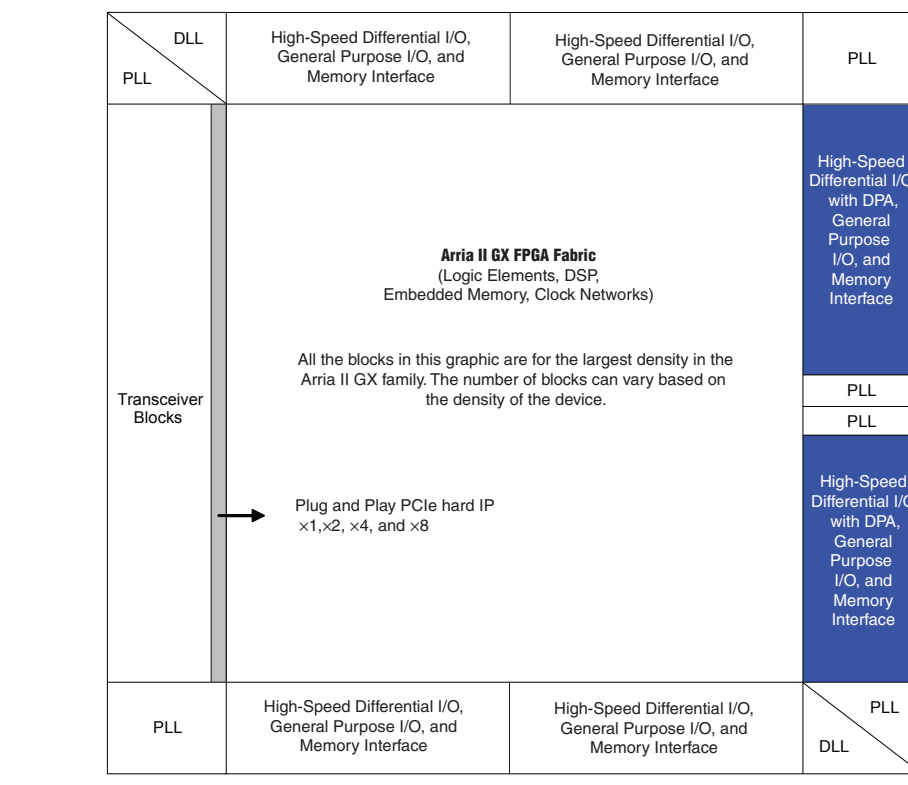 DLL
PLL
High-Speed Differential I/O,
General Purpose I/O, and
Memory Interface
High-Speed Differential I/O,
General Purpose I/O, and
Memory Interface
PLL
Transceiver
Blocks
Arria II GX FPGA Fabric
(Logic Elements, DSP,
Embedded Memory, Clock Networks)
All the blocks in this graphic are for the largest density in the
Arria II GX family. The number of blocks can vary based on
the density of the device.
Plug and Play PCIe hard IP
×1,×2, ×4, and ×8
High-Speed
Differential I/O
with DPA,
General
Purpose
I/O, and
Memory
Interface
PLL
PLL
High-Speed
Differential I/O
with DPA,
General
Purpose
I/O, and
Memory
Interface
PLL
High-Speed Differential I/O,
General Purpose I/O, and
Memory Interface
High-Speed Differential I/O,
General Purpose I/O, and
Memory Interface
PLL
DLL